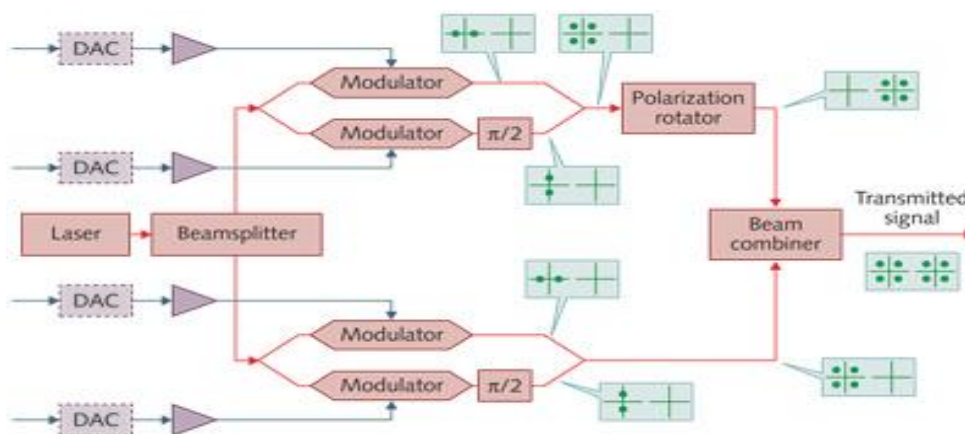 DAC
Modulator
Modulator
π/2
DAC
Polarization
rotator
Laser
Beamsplitter
Beam
combiner
Transmitted
signal
DAC
Modulator
Modulator
π/2
DAC